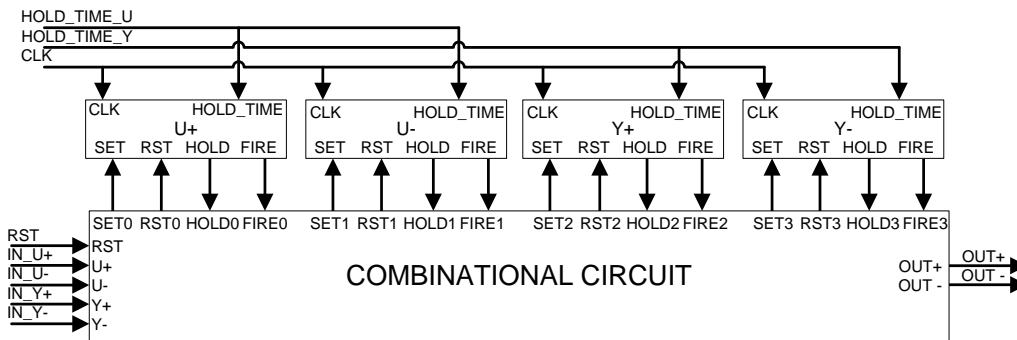 HOLD_TIME_U
HOLD_TIME_Y
CLK
CLK HOLD_TIME CLK HOLD_TIME CLK HOLD_TIME CLK HOLD_TIME
U+ U- Y+ Y-
SET RST HOLD FIRE SET RST HOLD FIRE SET RST HOLD FIRE SET RST HOLD FIRE
SET0 RST0 HOLD0 FIRE0 SET1 RST1 HOLD1 FIRE1 SET2 RST2 HOLD2 FIRE2 SET3 RST3 HOLD3 FIRE3
RST RST
IN_U+ U+
IN_U- U-
IN_Y+ Y+
IN_Y- Y-
COMBINATIONAL CIRCUIT
OUT+ OUT+
OUT - OUT -